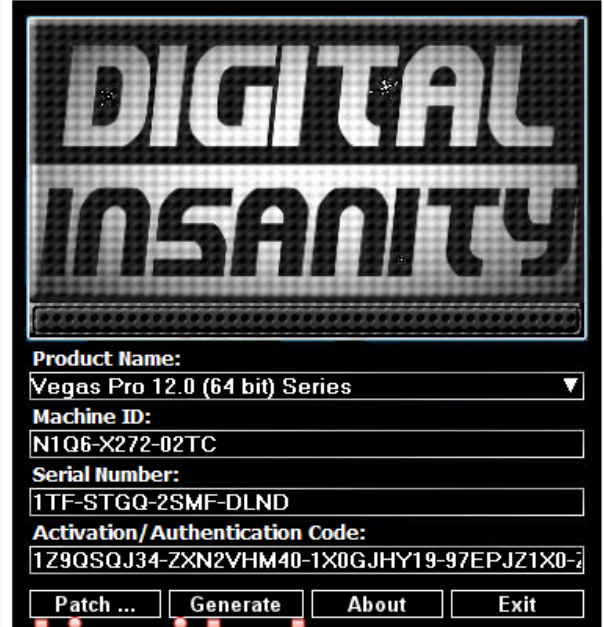 DIGITAL
INSANITY
Product Name:
Vegas Pro 12.0 (64 bit) Series
Machine ID:
N1Q6-X272-02TC
Serial Number:
1TF-STGQ-2SMF-DLND
Activation/Authentication Code:
1Z9QSQJ34-ZXN2VHM40-1X0GJHY19-97EPJZ1X0-
Patch ... Generate About Exit